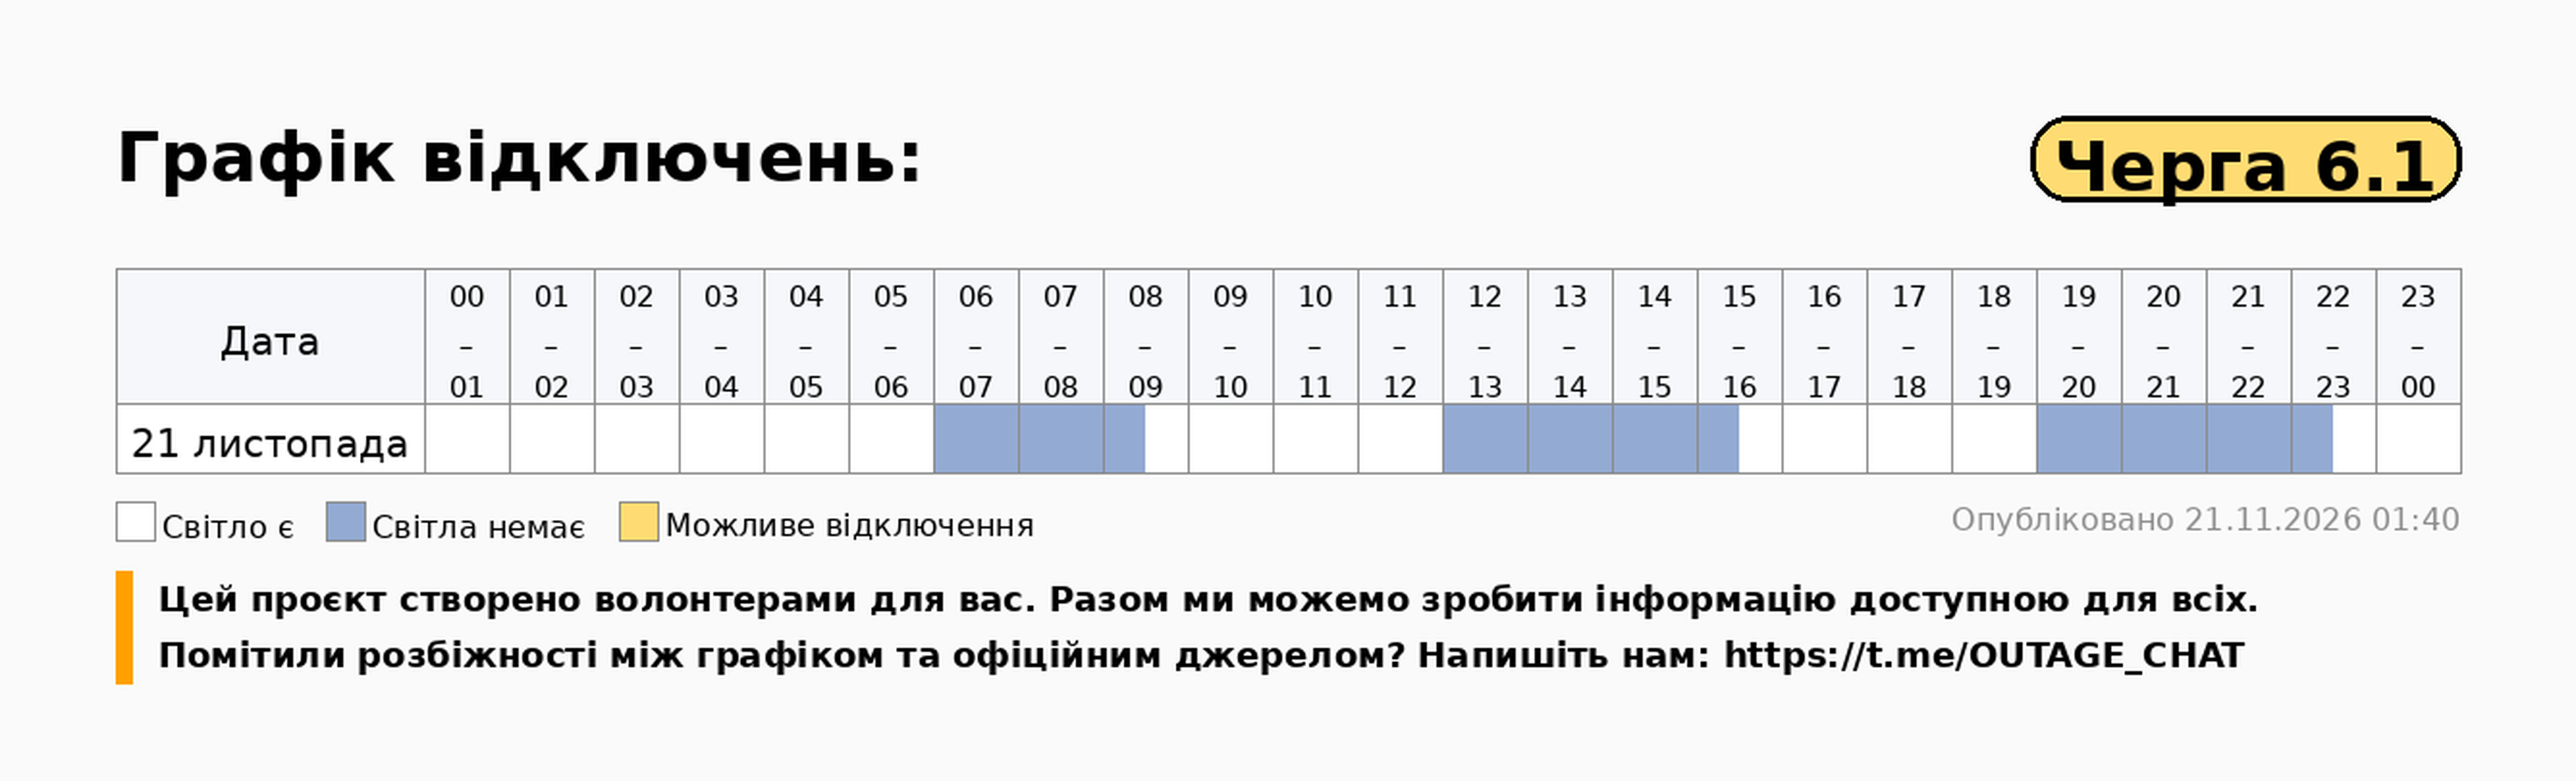 Графік відключень:
Черга 6.1
Дата
00 – 01
01 – 02
02 – 03
03 – 04
04 – 05
05 – 06
06 – 07
07 – 08
08 – 09
09 – 10
10 – 11
11 – 12
12 – 13
13 – 14
14 – 15
15 – 16
16 – 17
17 – 18
18 – 19
19 – 20
20 – 21
21 – 22
22 – 23
23 – 00
21 листопада
Світло є
Світла немає
Можливе відключення
Опубліковано 21.11.2026 01:40
Цей проєкт створено волонтерами для вас. Разом ми можемо зробити інформацію доступною для всіх.
Помітили розбіжності між графіком та офіційним джерелом? Напишіть нам: https://t.me/OUTAGE_CHAT